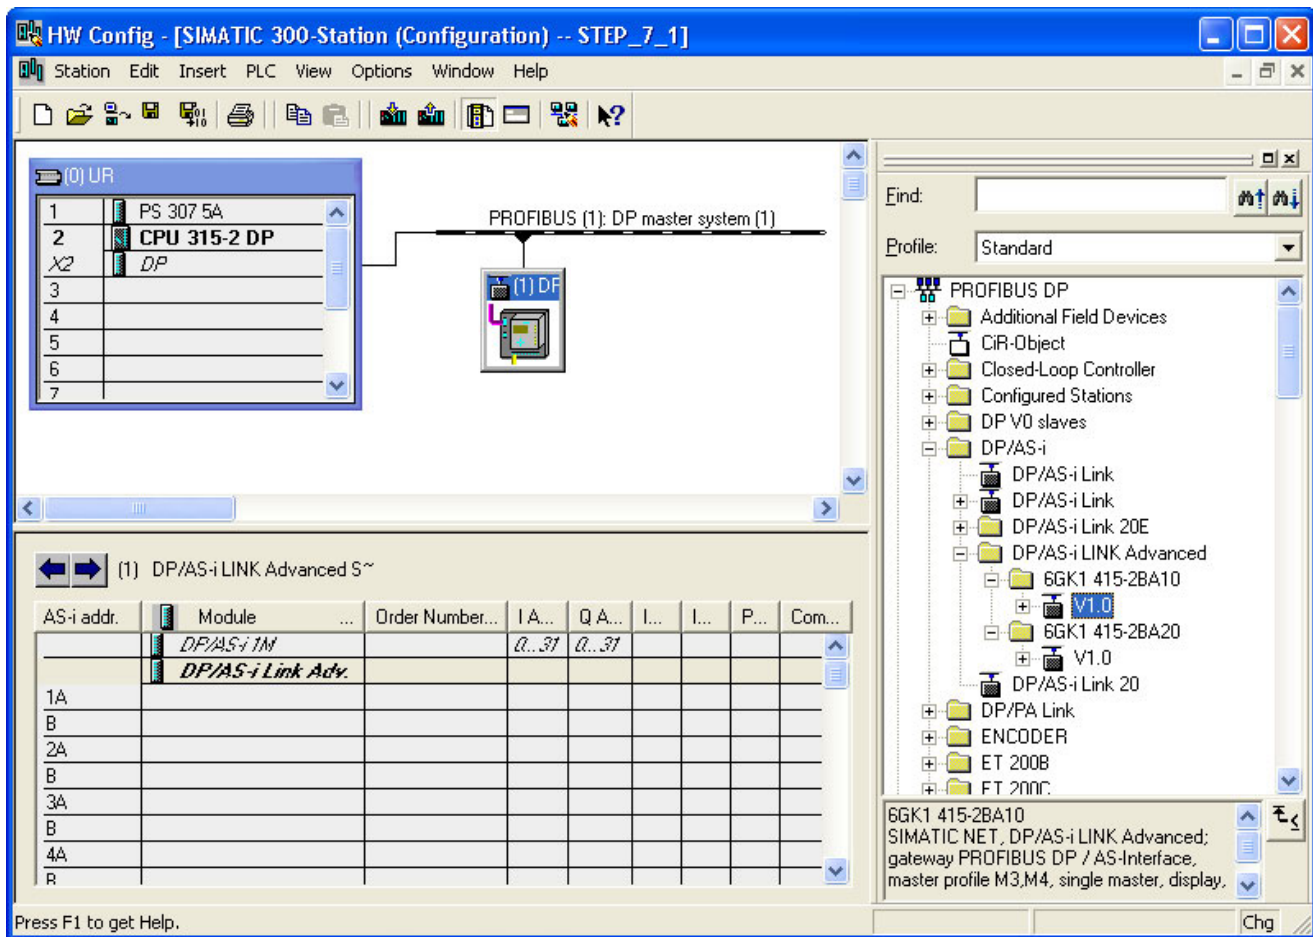 HW Config - [SIMATIC 300-Station (Configuration) -- STEP_7_1]
Station Edit Insert PLC View Options Window Help
(0) UR
1 PS 307 5A
2 CPU 315-2 DP
X2 DP
3
4
5
6
7
PROFIBUS (1): DP master system (1)
(1) DP
(1) DP/AS-i LINK Advanced S~
AS-i addr. Module ... Order Number... I A... Q A... I... I... P... Com...
DP/AS-i 1M 0...31 0...31
DP/AS-i Link Adv.
1A
B
2A
B
3A
B
4A
B
Find:
Profile: Standard
PROFIBUS DP
Additional Field Devices
CiR-Object
Closed-Loop Controller
Configured Stations
DP V0 slaves
DP/AS-i
DP/AS-i Link
DP/AS-i Link
DP/AS-i Link 20E
DP/AS-i LINK Advanced
6GK1 415-2BA10
V1.0
6GK1 415-2BA20
V1.0
DP/AS-i Link 20
DP/PA Link
ENCODER
ET 200B
ET 200C
6GK1 415-2BA10
SIMATIC NET, DP/AS-i LINK Advanced;
gateway PROFIBUS DP / AS-Interface,
master profile M3,M4, single master, display,
Press F1 to get Help.
Chg